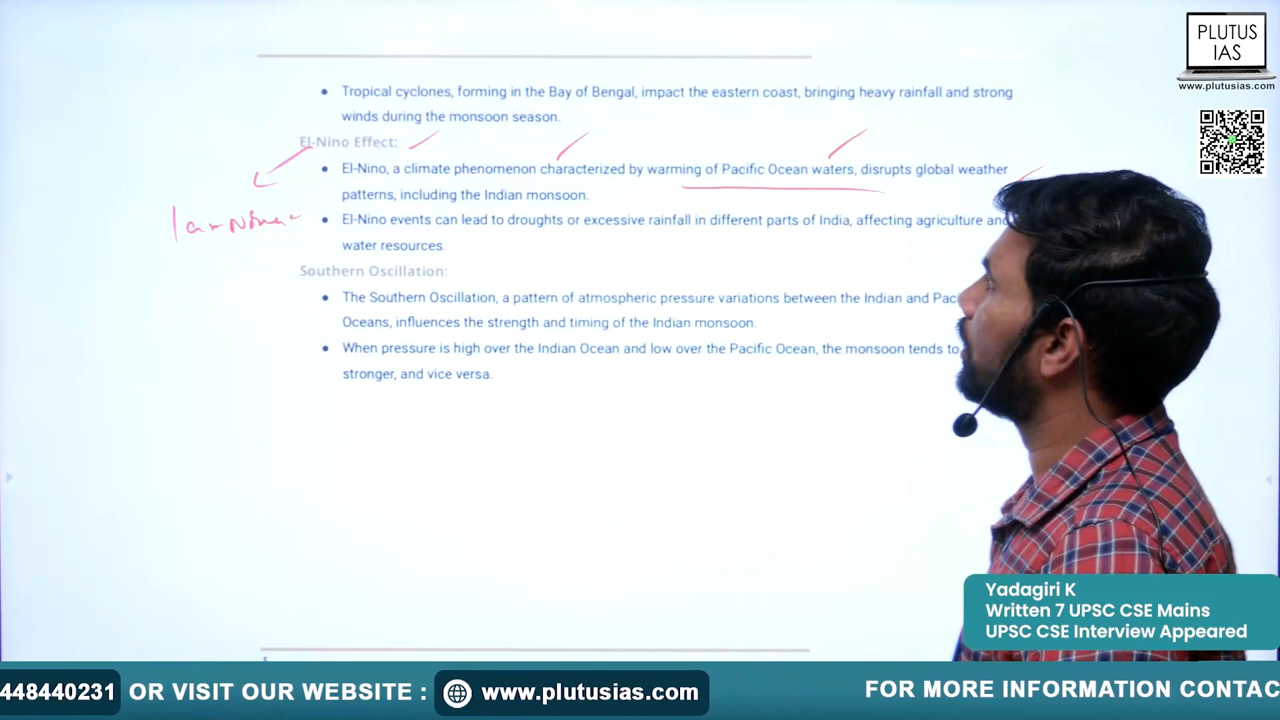 PLUTUS
IAS
www.plutusias.com
Tropical cyclones, forming in the Bay of Bengal, impact the eastern coast, bringing heavy rainfall and strong
winds during the monsoon season.
El-Nino Effect:
El-Nino, a climate phenomenon characterized by warming of Pacific Ocean waters, disrupts global weather
patterns, including the Indian monsoon.
El-Nino events can lead to droughts or excessive rainfall in different parts of India, affecting agriculture and
water resources.
Southern Oscillation:
The Southern Oscillation, a pattern of atmospheric pressure variations between the Indian and
Oceans, influences the strength and timing of the Indian monsoon.
When pressure is high over the Indian Ocean and low over the Pacific Ocean, the monsoon tends to
stronger, and vice versa.
5
Yadagiri K
Written 7 UPSC CSE Mains
UPSC CSE Interview Appeared
448440231 OR VISIT OUR WEBSITE : www.plutusias.com FOR MORE INFORMATION CONTAC